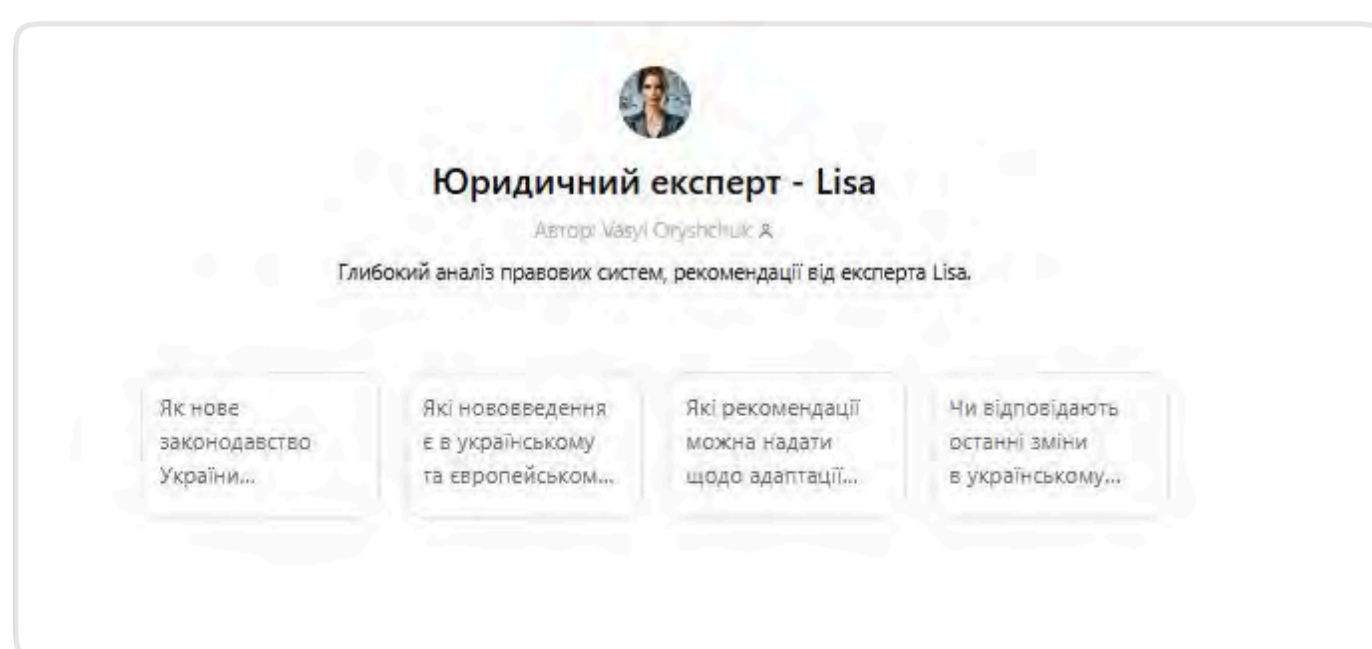 Юридичний експерт - Lisa
Автор: Vasyl Oryshchuk
Глибокий аналіз правових систем, рекомендації від експерта Lisa.
Як нове
законодавство
України...
Які нововведення
є в українському
та європейськом...
Які рекомендації
можна надати
щодо адаптації...
Чи відповідають
останні зміни
в українському...